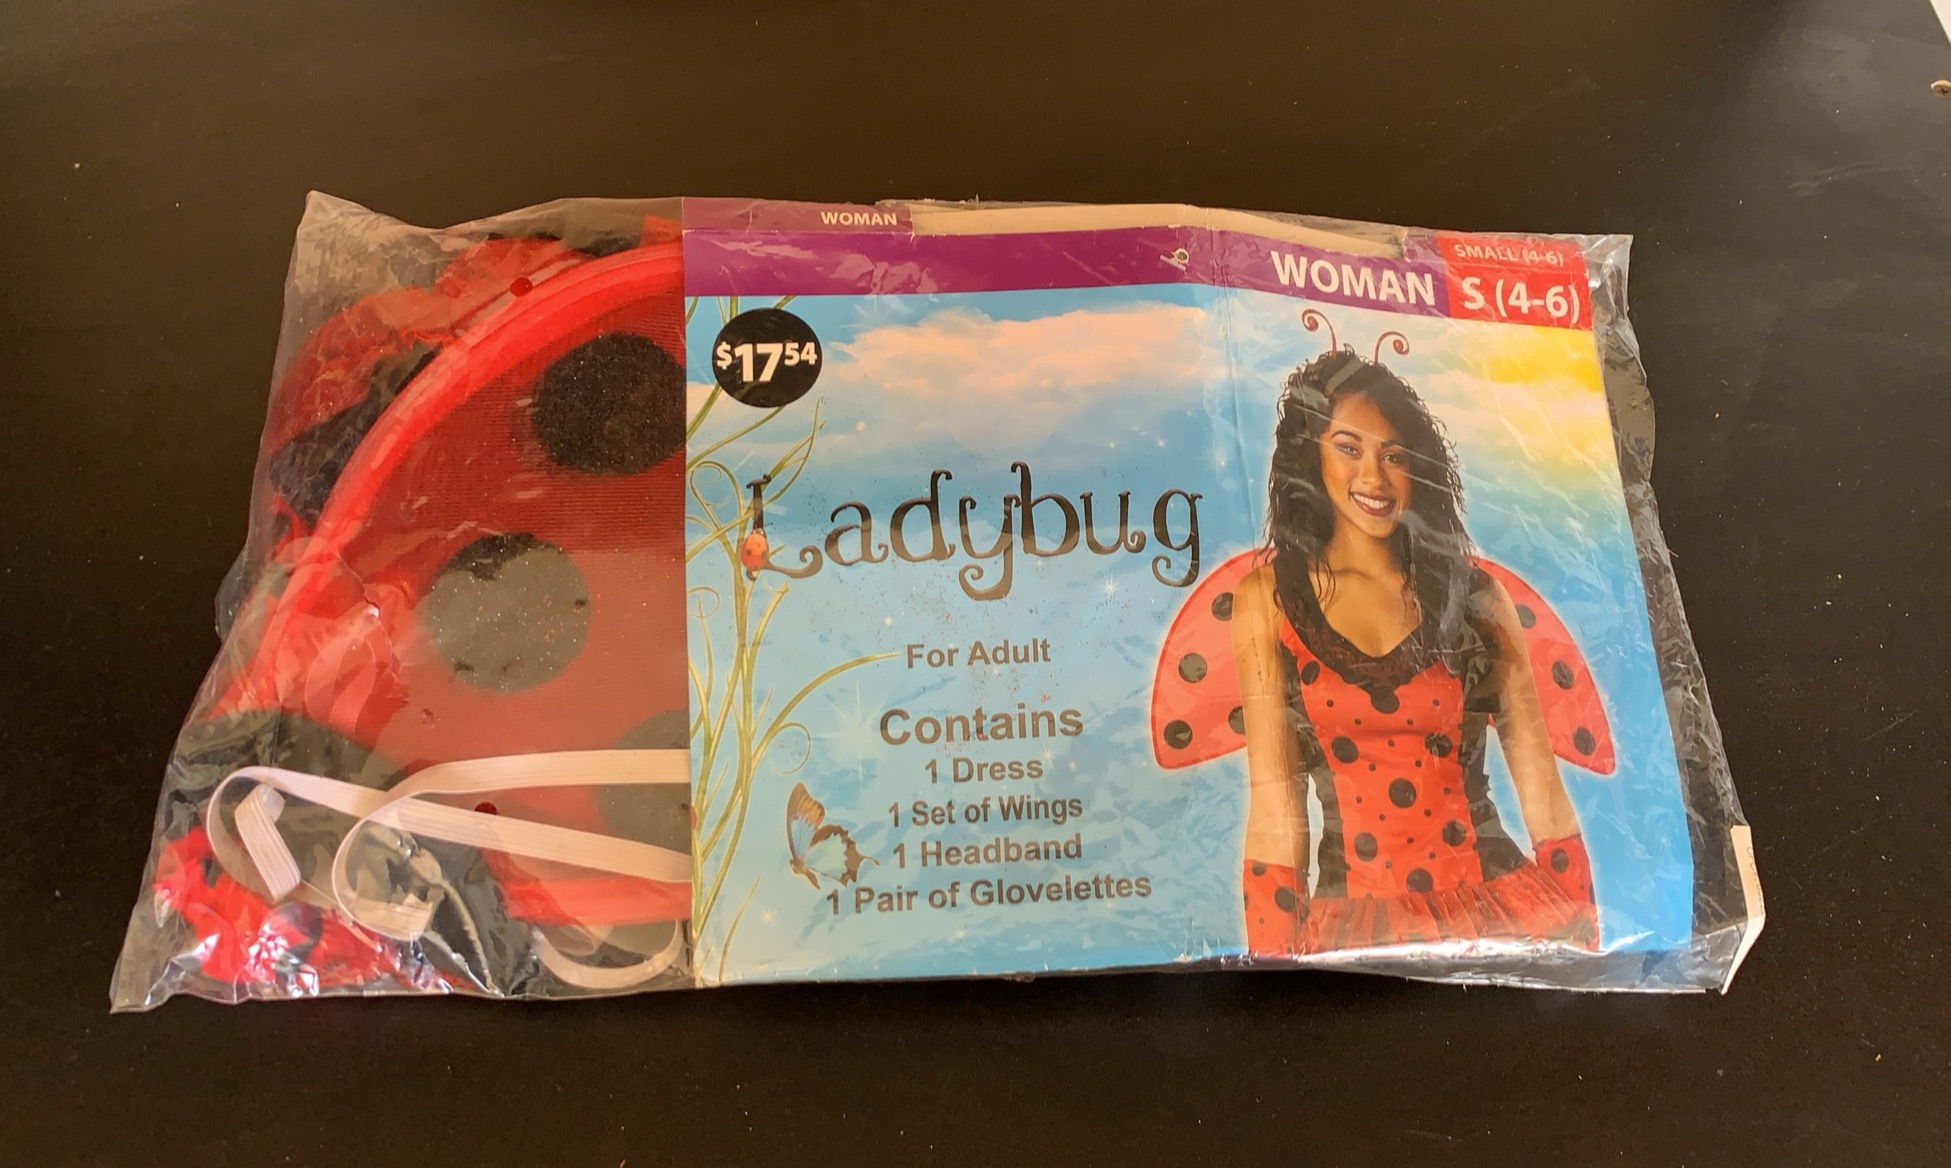 WOMAN
WOMAN
SMALL (4-6)
S (4-6)
$17.54
Ladybug
For Adult
Contains
1 Dress
1 Set of Wings
1 Headband
1 Pair of Glovelettes